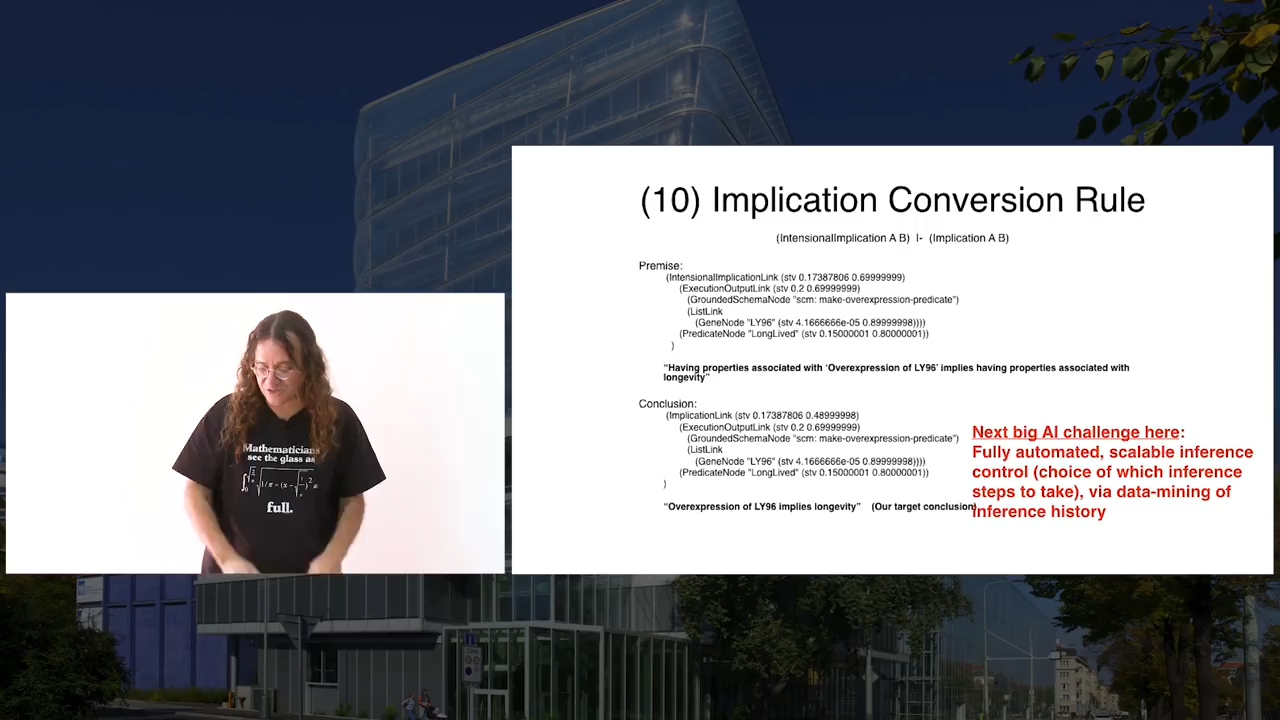 (10) Implication Conversion Rule
(IntensionalImplication A B) |- (Implication A B)
Premise:
(IntensionalImplicationLink (stv 0.17387806 0.69999999)
(ExecutionOutputLink (stv 0.2 0.69999999)
(GroundedSchemaNode "scm: make-overexpression-predicate")
(ListLink
(GeneNode "LY96" (stv 4.1666666e-05 0.89999998))))
(PredicateNode "LongLived" (stv 0.15000001 0.80000001))
)
"Having properties associated with 'Overexpression of LY96' implies having properties associated with
longevity"
Conclusion:
(ImplicationLink (stv 0.17387806 0.48999998)
(ExecutionOutputLink (stv 0.2 0.69999999)
(GroundedSchemaNode "scm: make-overexpression-predicate")
(ListLink
(GeneNode "LY96" (stv 4.1666666e-05 0.89999998))))
(PredicateNode "LongLived" (stv 0.15000001 0.80000001))
)
"Overexpression of LY96 implies longevity" (Our target conclusion)
Next big AI challenge here:
Fully automated, scalable inference
control (choice of which inference
steps to take), via data-mining of
inference history
Mathematicians
see the glass as
full.